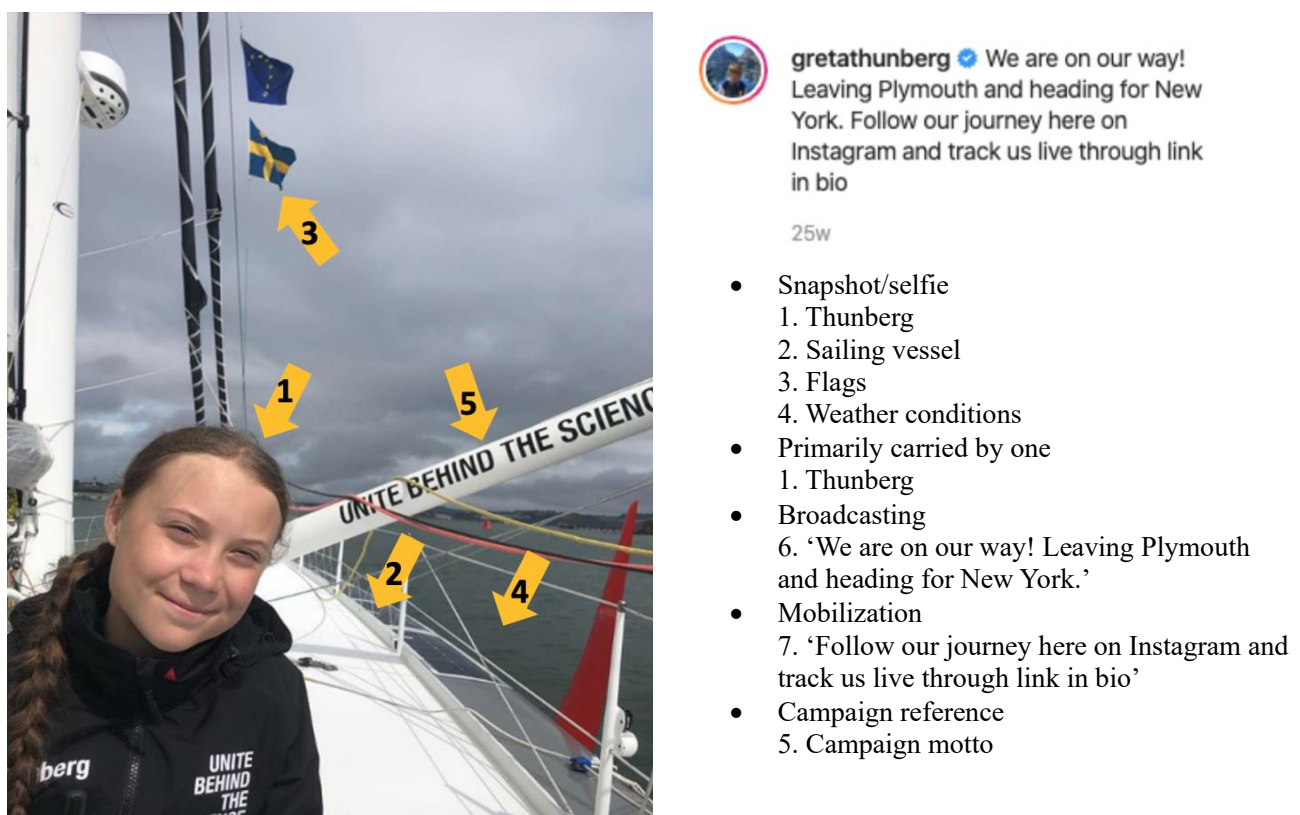 3
1
5
UNITE BEHIND THE SCIENC
2
4
berg
UNITE
BEHIND
THE
gretathunberg We are on our way!
Leaving Plymouth and heading for New
York. Follow our journey here on
Instagram and track us live through link
in bio
25w
• Snapshot/selfie
1. Thunberg
2. Sailing vessel
3. Flags
4. Weather conditions
• Primarily carried by one
1. Thunberg
• Broadcasting
6. ‘We are on our way! Leaving Plymouth
and heading for New York.’
• Mobilization
7. ‘Follow our journey here on Instagram and
track us live through link in bio’
• Campaign reference
5. Campaign motto